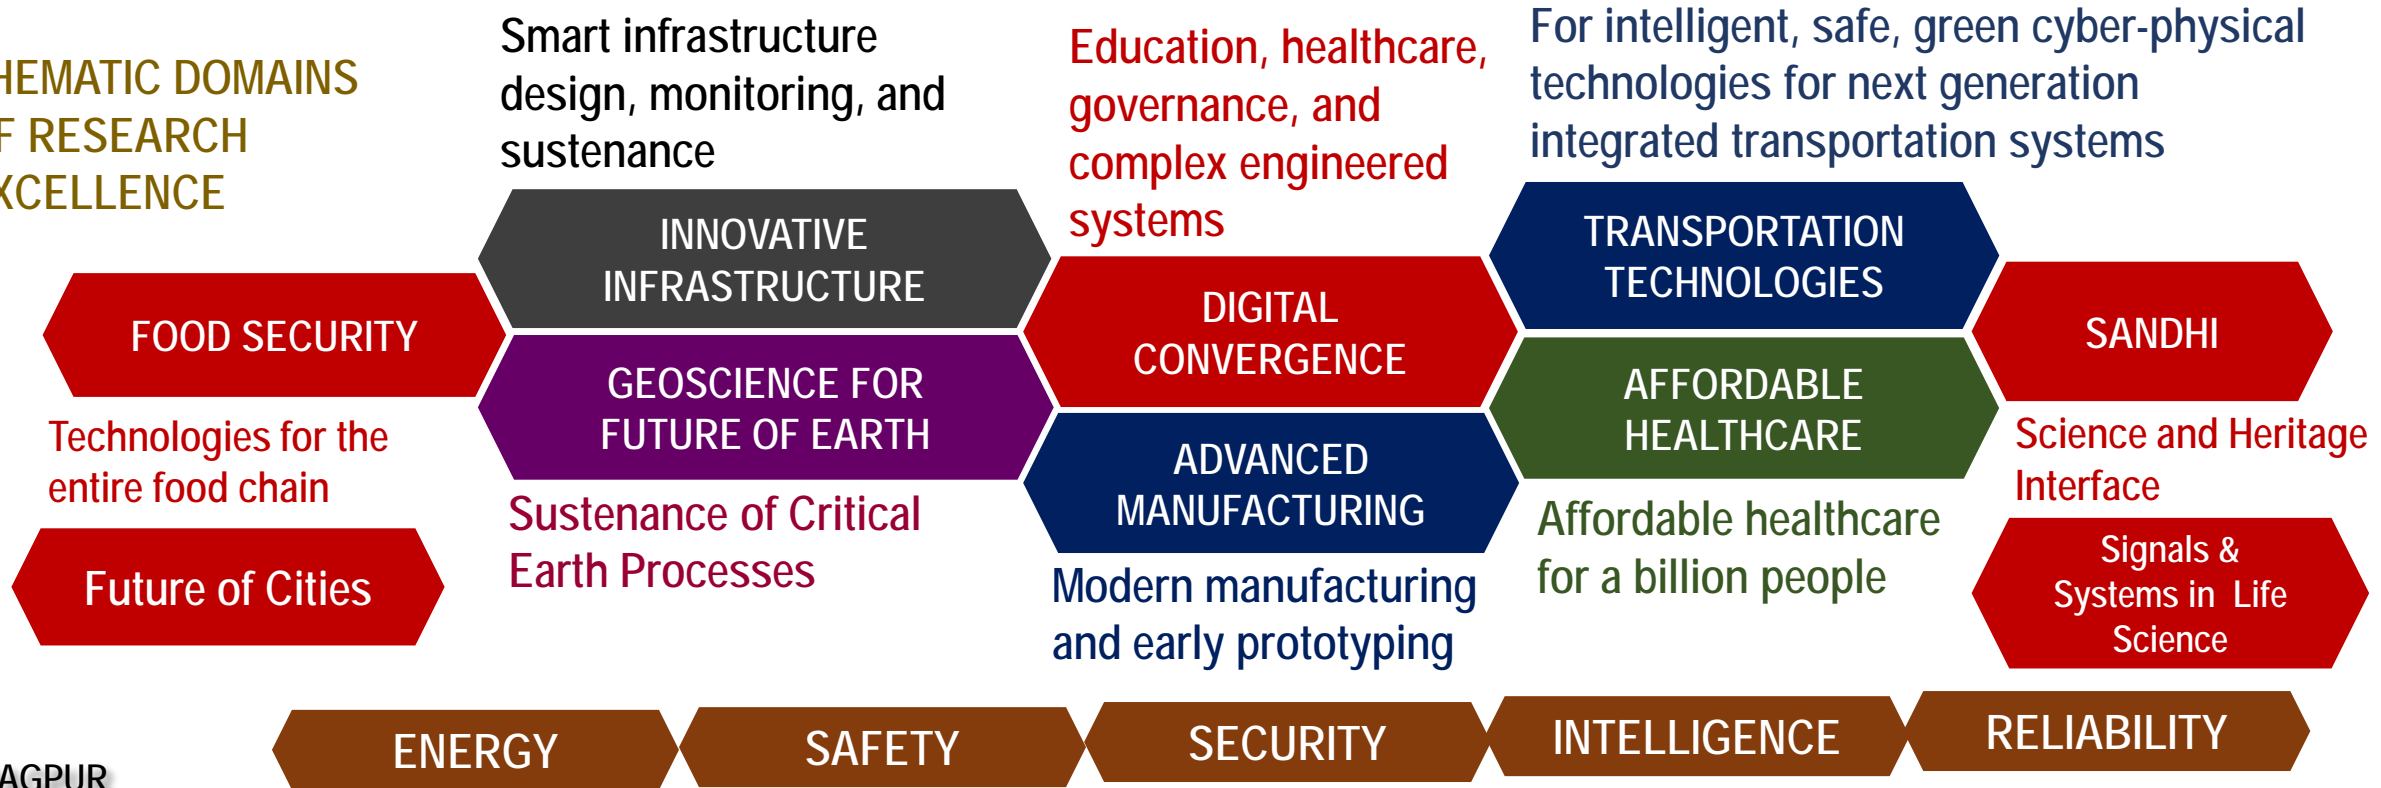 HEMATIC DOMAINS
F RESEARCH
XCELLENCE
Smart infrastructure
design, monitoring, and
sustenance
Education, healthcare,
governance, and
complex engineered
systems
For intelligent, safe, green cyber-physical
technologies for next generation
integrated transportation systems
INNOVATIVE
INFRASTRUCTURE
TRANSPORTATION
TECHNOLOGIES
FOOD SECURITY
DIGITAL
CONVERGENCE
SANDHI
GEOSCIENCE FOR
FUTURE OF EARTH
AFFORDABLE
HEALTHCARE
Technologies for the
entire food chain
ADVANCED
MANUFACTURING
Science and Heritage
Interface
Sustenance of Critical
Earth Processes
Affordable healthcare
for a billion people
Future of Cities
Modern manufacturing
and early prototyping
Signals &
Systems in Life
Science
ENERGY
SAFETY
SECURITY
INTELLIGENCE
RELIABILITY
AGPUR